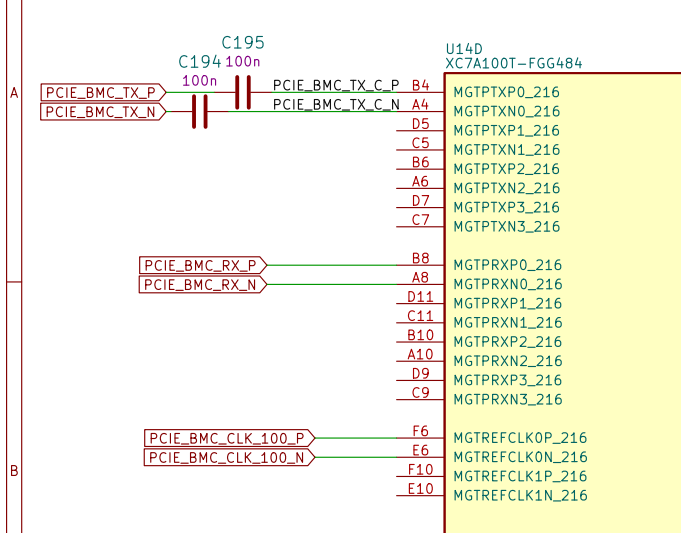 U14D
XC7A100T-FGG484
C195
100n
C194
100n
A
PCIE_BMC_TX_P
PCIE_BMC_TX_C_P
B4
MGTPTXP0_216
PCIE_BMC_TX_N
PCIE_BMC_TX_C_N
A4
MGTPTXN0_216
D5
MGTPTXP1_216
C5
MGTPTXN1_216
B6
MGTPTXP2_216
A6
MGTPTXN2_216
D7
MGTPTXP3_216
C7
MGTPTXN3_216
PCIE_BMC_RX_P
B8
MGTPRXP0_216
PCIE_BMC_RX_N
A8
MGTPRXN0_216
D11
MGTPRXP1_216
C11
MGTPRXN1_216
B10
MGTPRXP2_216
A10
MGTPRXN2_216
D9
MGTPRXP3_216
C9
MGTPRXN3_216
PCIE_BMC_CLK_100_P
F6
MGTREFCLK0P_216
PCIE_BMC_CLK_100_N
E6
MGTREFCLK0N_216
B
F10
MGTREFCLK1P_216
E10
MGTREFCLK1N_216